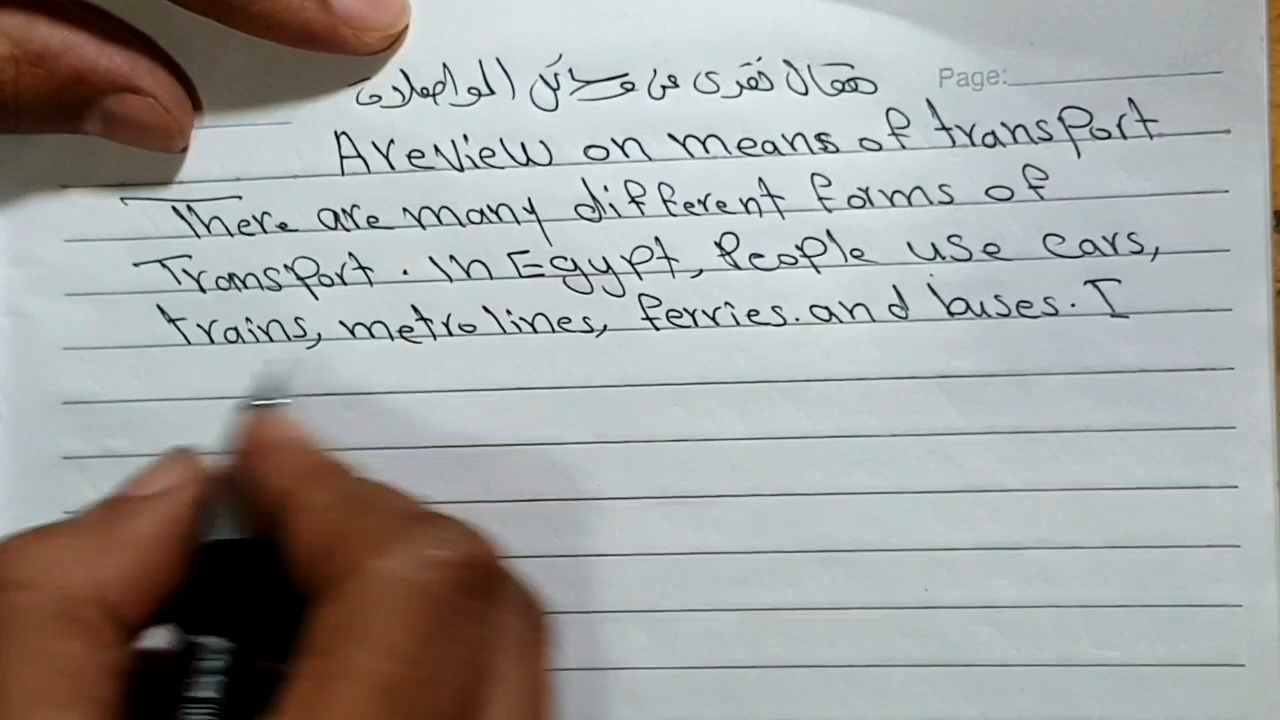 مقال نقدى عن وسائل المواصلات
Page:
A review on means of transport
There are many different forms of
Transport. In Egypt, People use cars,
trains, metro lines, ferries. and buses. I